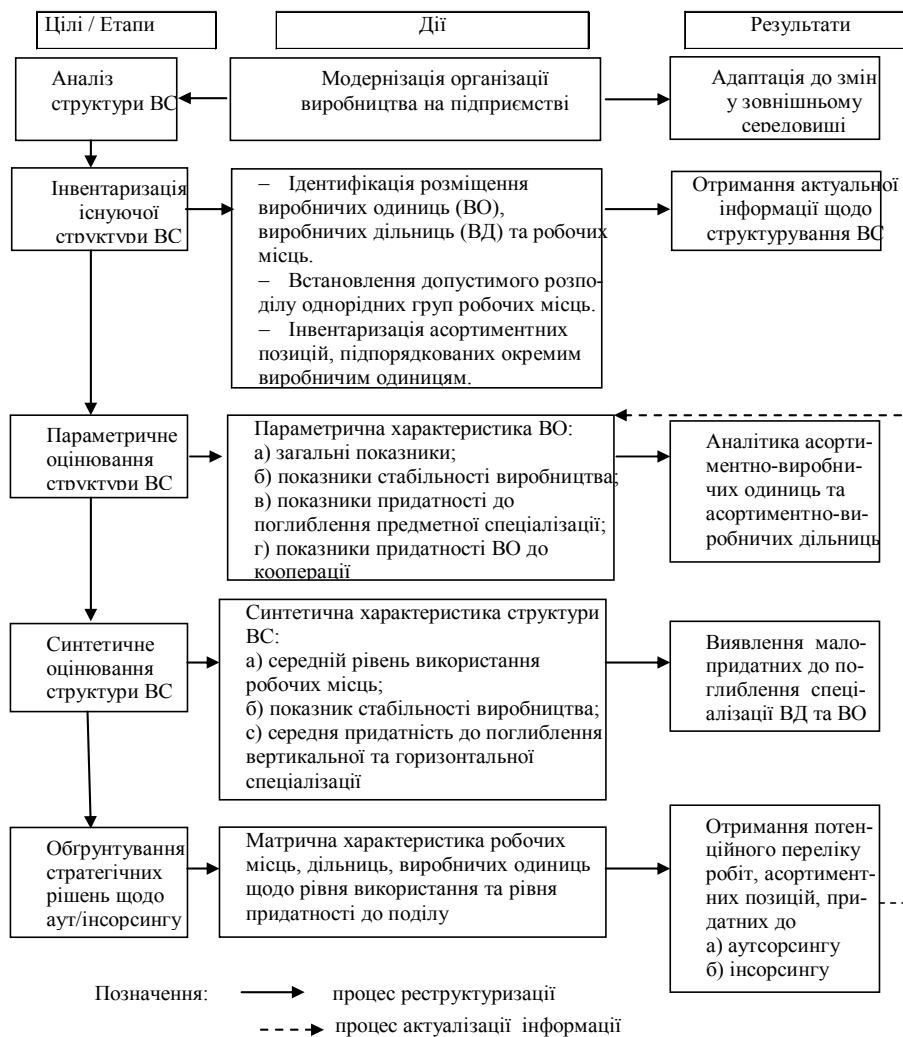 Цілі / Етапи
Дії
Результати
Аналіз
структури ВС
Модернізація організації
виробництва на підприємстві
Адаптація до змін
у зовнішньому
середовищі
Інвентаризація
існуючої
структури ВС
– Ідентифікація розміщення
виробничих одиниць (ВО),
виробничих дільниць (ВД) та робочих
місць.
– Встановлення допустимого розпо-
ділу однорідних груп робочих місць.
– Інвентаризація асортиментних
позицій, підпорядкованих окремим
виробничим одиницям.
Отримання актуальної
інформації щодо
структурування ВС
Параметричне
оцінювання
структури ВС
Параметрична характеристика ВО:
а) загальні показники;
б) показники стабільності виробництва;
в) показники придатності до
поглиблення предметної спеціалізації;
г) показники придатності ВО до
кооперації
Аналітика асорти-
ментно-виробни-
чих одиниць та
асортиментно-ви-
робничих дільниць
Синтетичне
оцінювання
структури ВС
Синтетична характеристика структури
ВС:
а) середній рівень використання
робочих місць;
б) показник стабільності виробництва;
с) середня придатність до поглиблення
вертикальної та горизонтальної
спеціалізації
Виявлення мало-
придатних до по-
глиблення спеці-
алізації ВД та ВО
Обґрунтування
стратегічних
рішень щодо
аут/інсорсингу
Матрична характеристика робочих
місць, дільниць, виробничих одиниць
щодо рівня використання та рівня
придатності до поділу
Отримання потен-
ційного переліку
робіт, асортимент-
них позицій, при-
датних до
а) аутсорсингу
б) інсорсингу
Позначення:
процес реструктуризації
процес актуалізації інформації